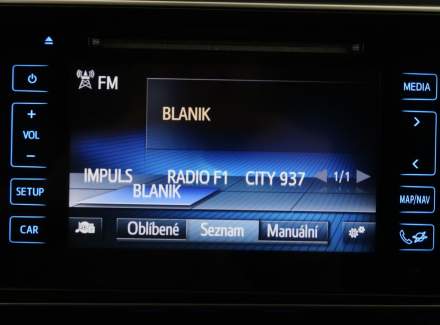 MEDIA
FM
+
BLANIK
VOL
-
IMPULS RADIO F1 CITY 937 1/1
BLANIK
SETUP
MAP/NAV
CAR
Oblíbené Seznam Manuální